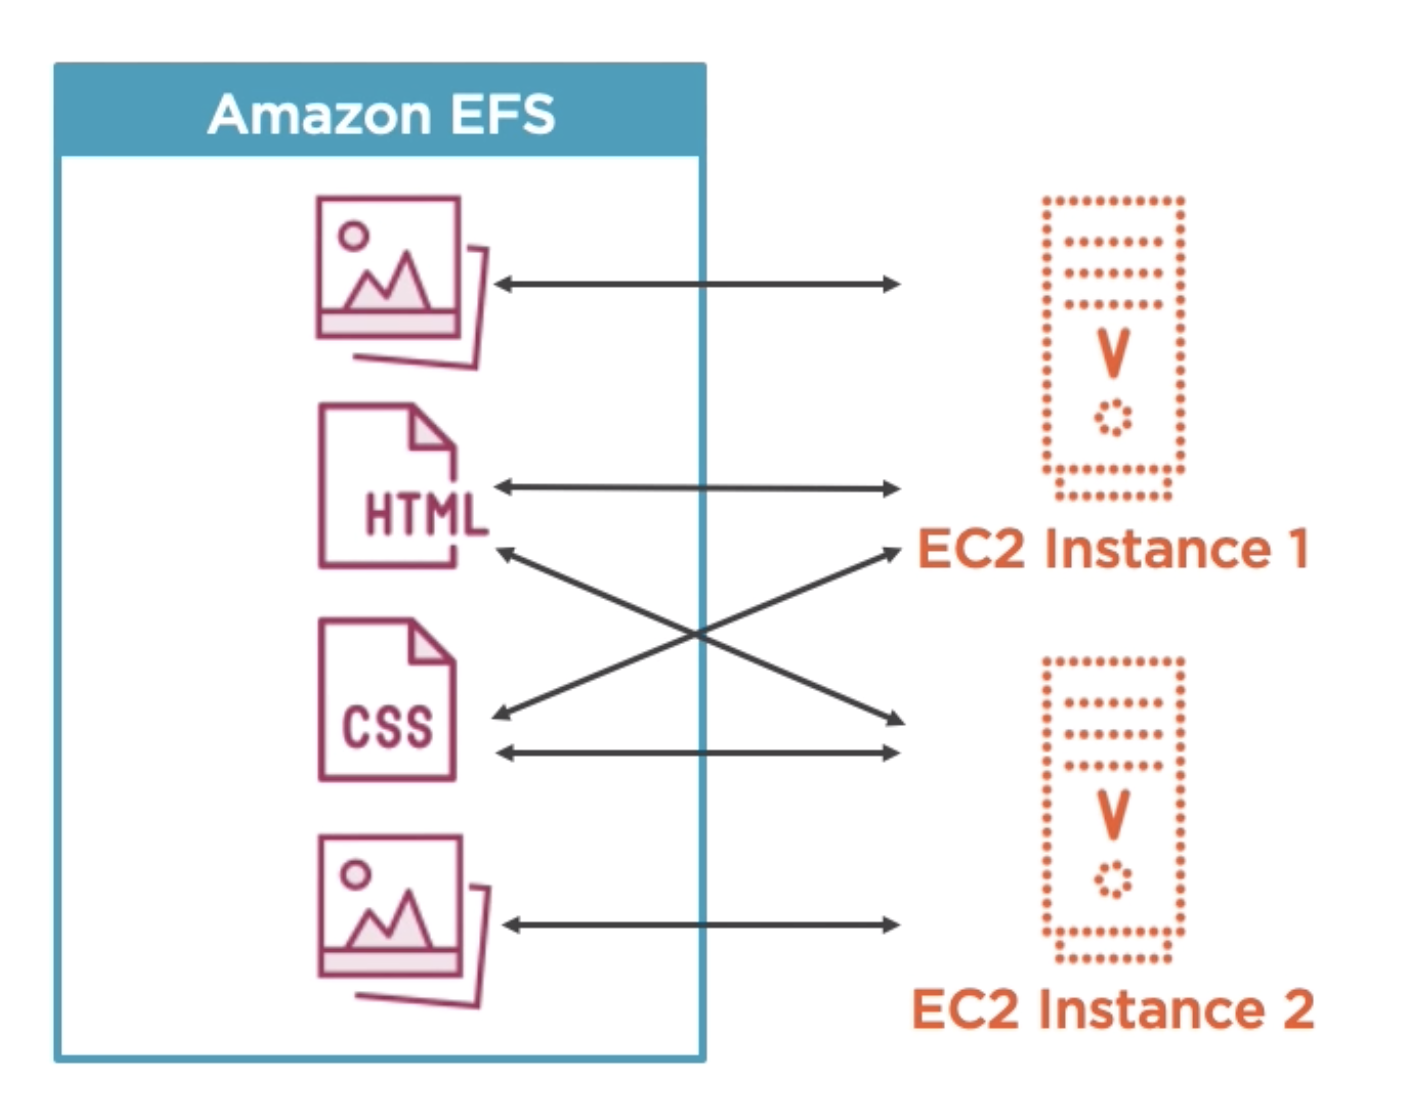 Amazon EFS
HTML
EC2 Instance 1
CSS
EC2 Instance 2